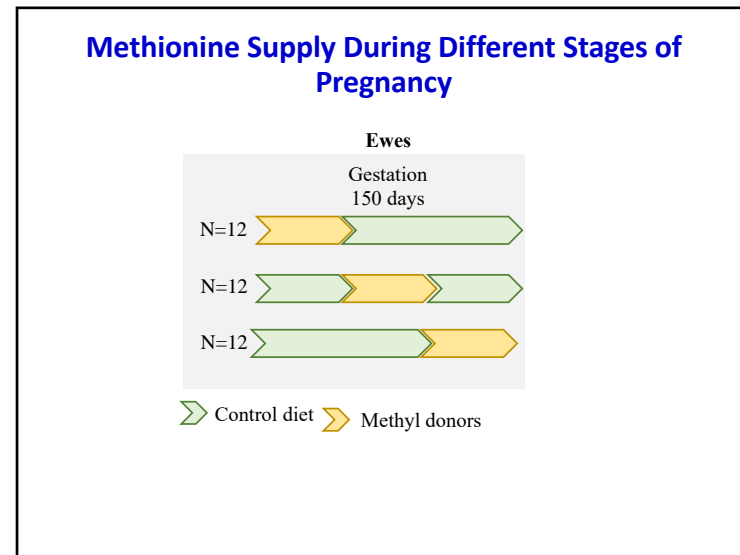 Methionine Supply During Different Stages of
Pregnancy
Ewes
Gestation
150 days
N=12
N=12
N=12
Control diet
Methyl donors